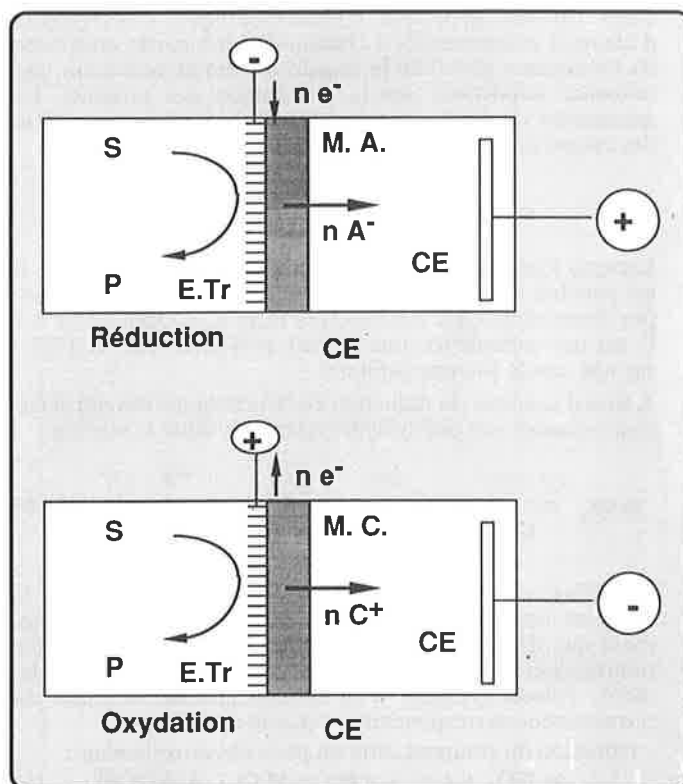 -
n e-
S
M. A.
n A-
+
CE
P
E.Tr
Réduction
CE
+
n e-
S
M. C.
n C+
-
CE
P
E.Tr
Oxydation
CE